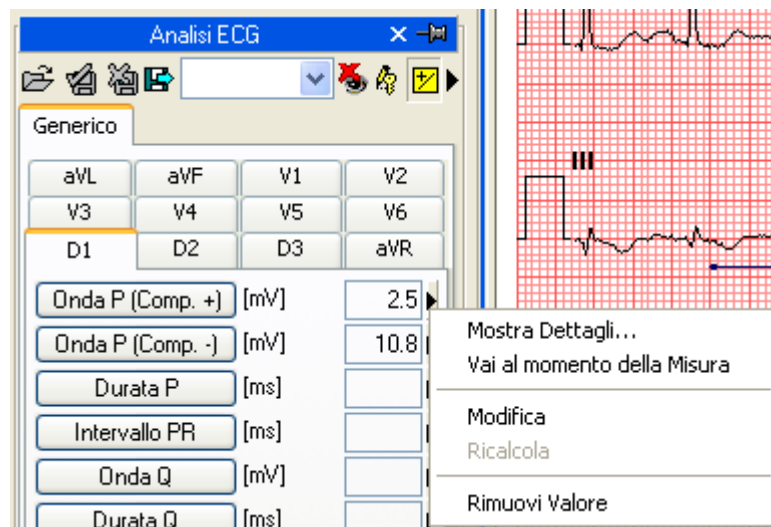 Analisi ECG
Generico
aVL aVF V1 V2
V3 V4 V5 V6
D1 D2 D3 aVR
Onda P (Comp. +) [mV] 2.5
Onda P (Comp. -) [mV] 10.8
Durata P [ms]
Intervallo PR [ms]
Onda Q [mV]
Durata Q [ms]
III
Mostra Dettagli...
Vai al momento della Misura
Modifica
Ricalcola
Rimuovi Valore